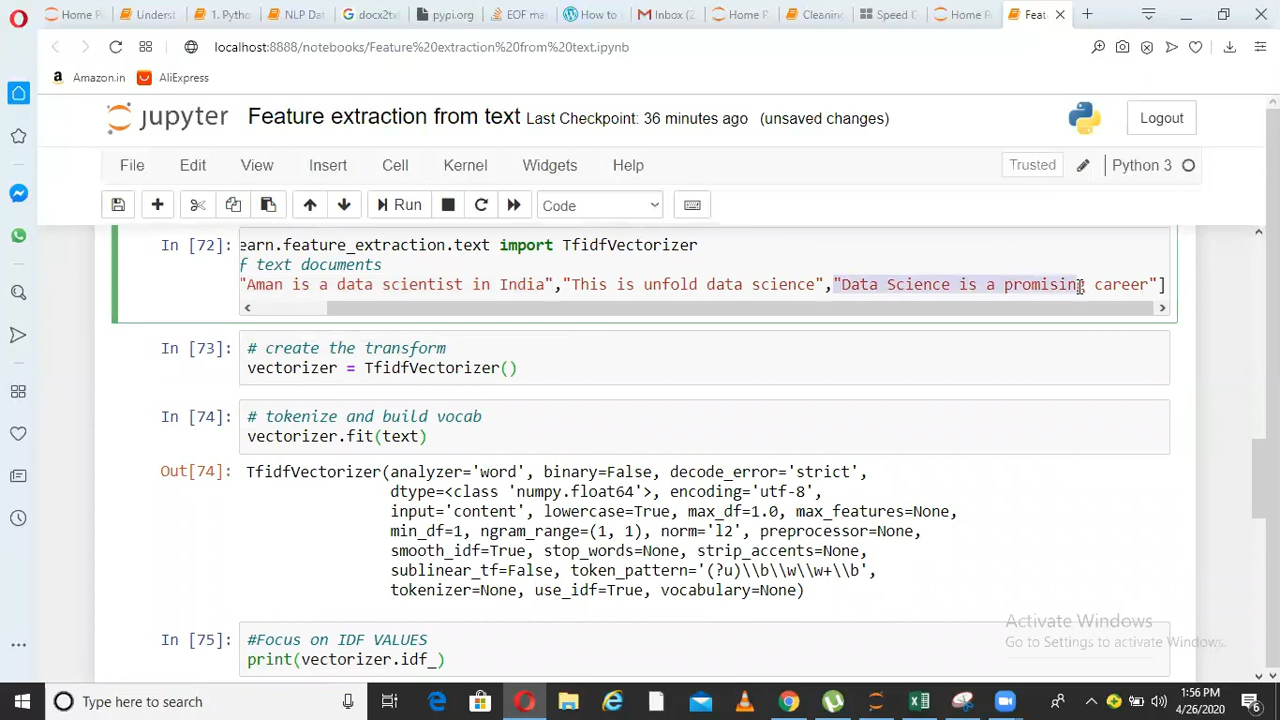 Home P
Underst
1. Pytho
NLP Dat
docx2tx
pypi.org
EOF ma
How to U
Inbox (2
Home P
Cleaning
Speed D
Home P
Feat
localhost:8888/notebooks/Feature%20extraction%20from%20text.ipynb
Amazon.in
AliExpress
jupyter Feature extraction from text Last Checkpoint: 36 minutes ago (unsaved changes)
Logout
File Edit View Insert Cell Kernel Widgets Help
Trusted
Python 3
Run
Code
In [72]: earn.feature_extraction.text import TfidfVectorizer
f text documents
"Aman is a data scientist in India","This is unfold data science","Data Science is a promising career"]
In [73]: # create the transform
vectorizer = TfidfVectorizer()
In [74]: # tokenize and build vocab
vectorizer.fit(text)
Out[74]: TfidfVectorizer(analyzer='word', binary=False, decode_error='strict',
dtype=<class 'numpy.float64'>, encoding='utf-8',
input='content', lowercase=True, max_df=1.0, max_features=None,
min_df=1, ngram_range=(1, 1), norm='l2', preprocessor=None,
smooth_idf=True, stop_words=None, strip_accents=None,
sublinear_tf=False, token_pattern='(?u)\\b\\w\\w+\\b',
tokenizer=None, use_idf=True, vocabulary=None)
In [75]: #Focus on IDF VALUES
print(vectorizer.idf_)
Activate Windows
Go to Settings to activate Windows.
Type here to search
1:56 PM
4/26/2020
6